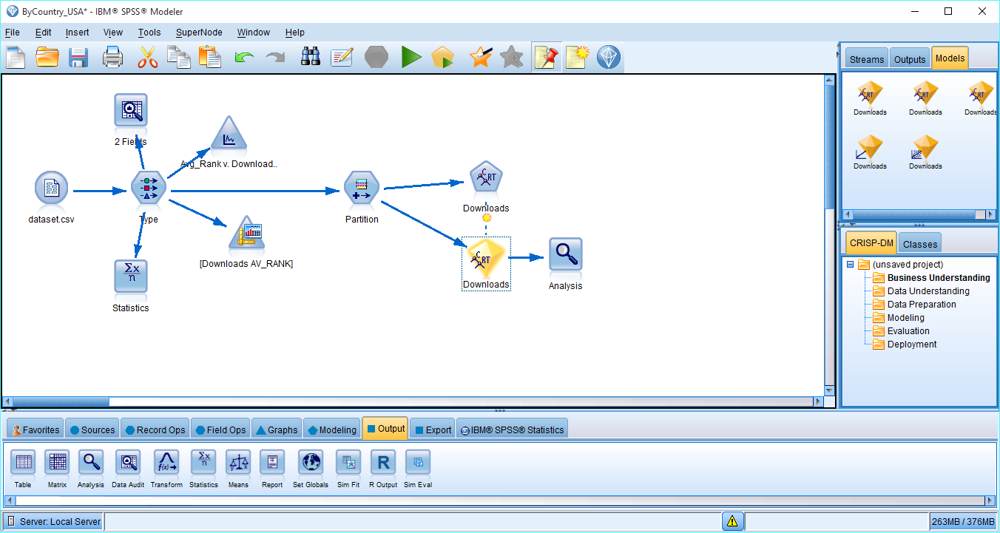 ByCountry_USA* - IBM® SPSS® Modeler
File Edit Insert View Tools SuperNode Window Help
Streams Outputs Models
Downloads Downloads Downloads
Downloads Downloads
2 Fields
Avg_Rank v. Download..
dataset.csv
Type
Partition
Downloads
[Downloads AV_RANK]
Downloads
Analysis
Statistics
CRISP-DM Classes
(unsaved project)
Business Understanding
Data Understanding
Data Preparation
Modeling
Evaluation
Deployment
Favorites Sources Record Ops Field Ops Graphs Modeling Output Export IBM® SPSS® Statistics
Table Matrix Analysis Data Audit Transform Statistics Means Report Set Globals Sim Fit R Output Sim Eval
Server: Local Server
263MB / 376MB